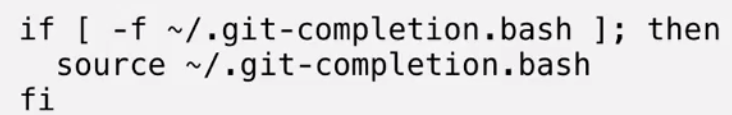 if [ -f ~/.git-completion.bash ]; then
  source ~/.git-completion.bash
fi